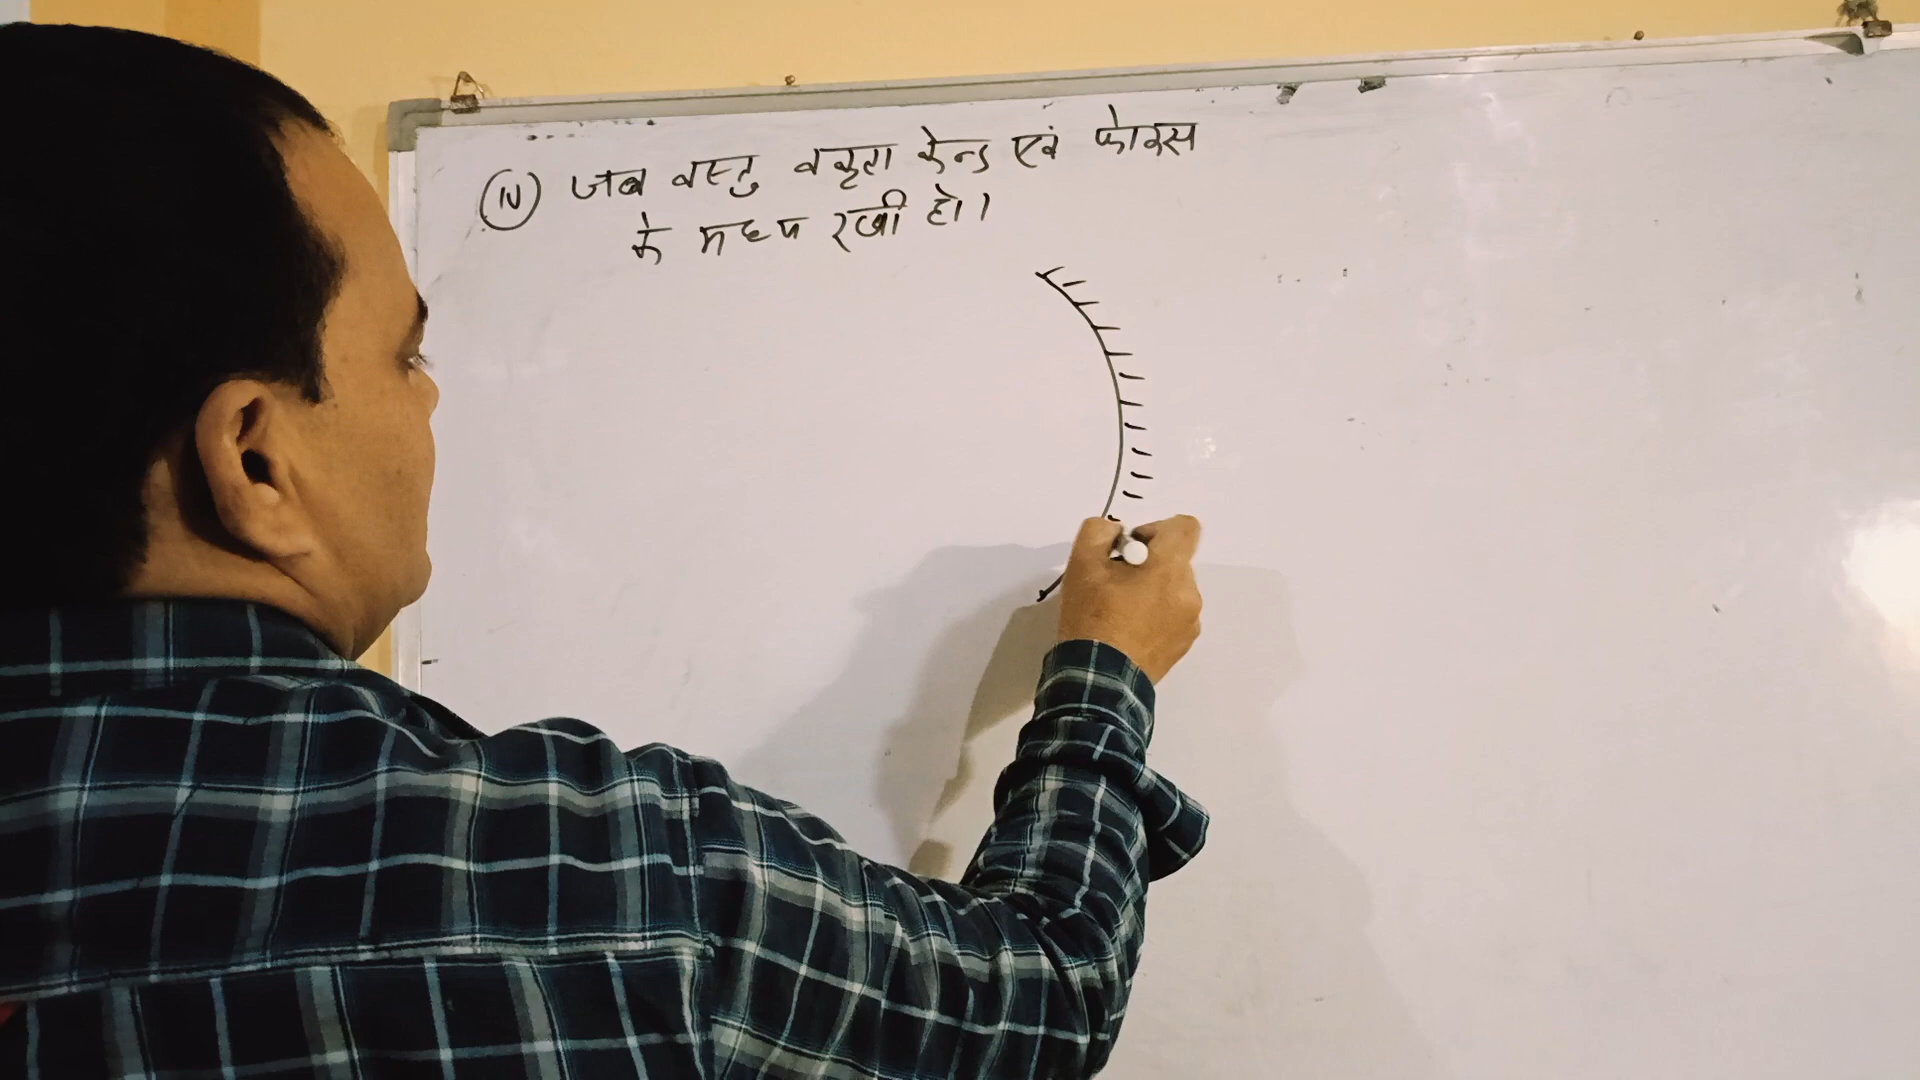 (iv) जब वस्तु वक्रता केन्द्र एवं फोकस
के मध्य रखी हो।